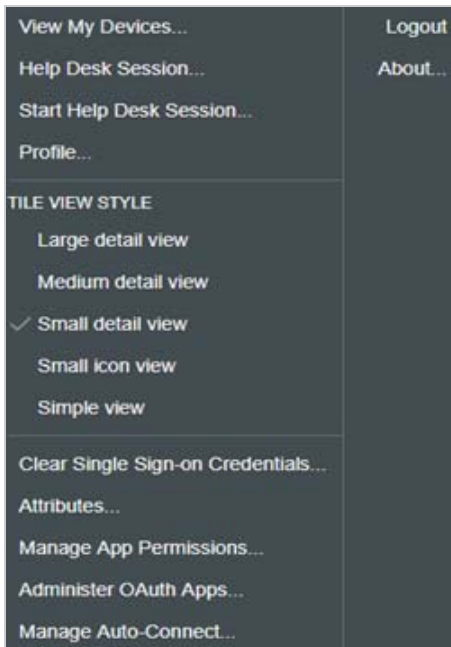 View My Devices...
Help Desk Session...
Start Help Desk Session...
Profile...
TILE VIEW STYLE
Large detail view
Medium detail view
Small detail view
Small icon view
Simple view
Clear Single Sign-on Credentials...
Attributes...
Manage App Permissions...
Administer OAuth Apps...
Manage Auto-Connect...
Logout
About...